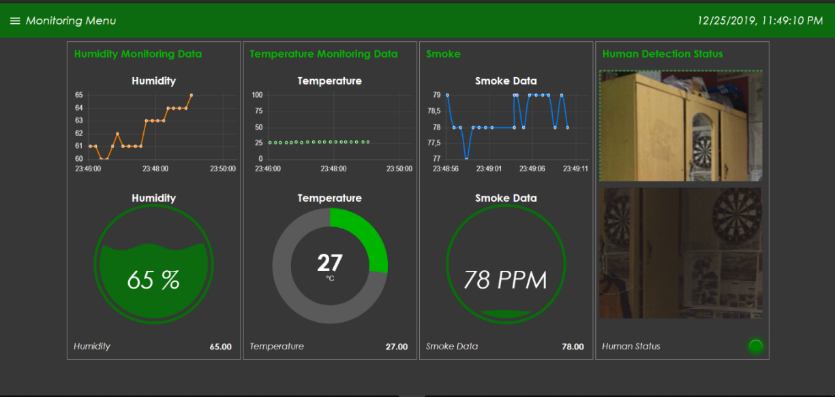 Monitoring Menu
12/25/2019, 11:49:10 PM
Humidity Monitoring Data
Humidity
65
64
63
62
61
60
23:46:00 23:48:00 23:50:00
Humidity
65 %
Humidity 65.00
Temperature Monitoring Data
Temperature
100
75
50
25
0
23:46:00 23:48:00 23:50:00
Temperature
27
°C
Temperature 27.00
Smoke
Smoke Data
79
78,5
78
77,5
77
23:48:56 23:49:01 23:49:06 23:49:11
Smoke Data
78 PPM
Smoke Data 78.00
Human Detection Status
Human Status